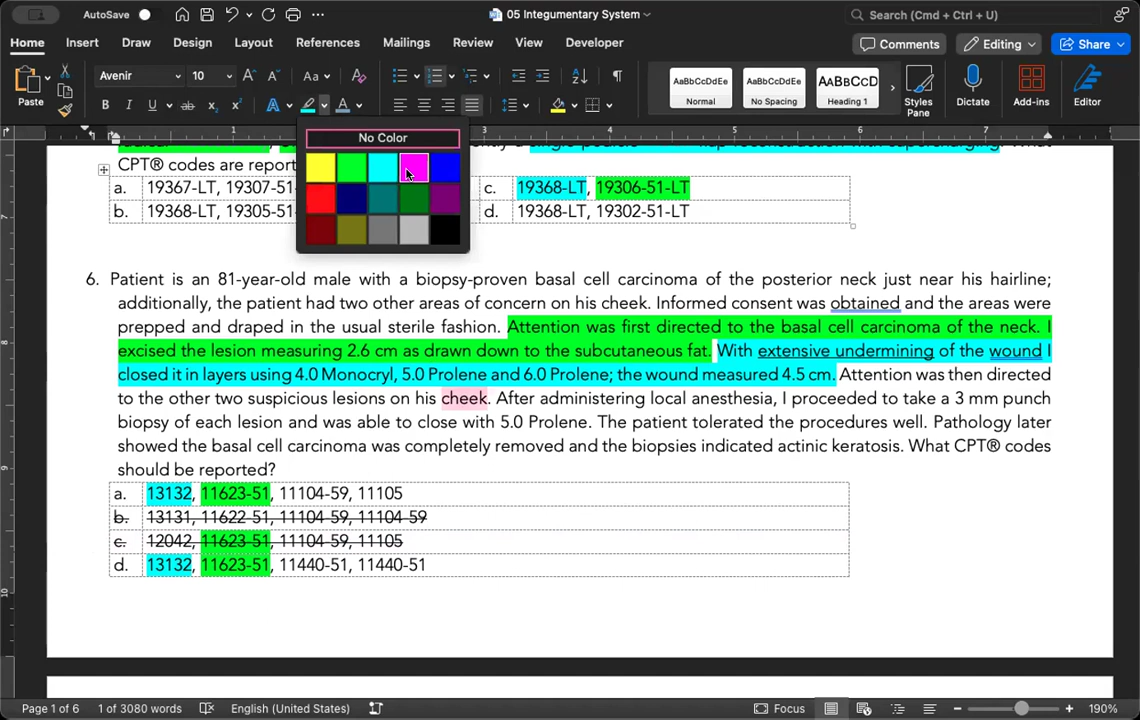 AutoSave
05 Integumentary System
Search (Cmd + Ctrl + U)
Home Insert Draw Design Layout References Mailings Review View Developer
Comments Editing Share
Paste
Avenir 10
AaBbCcDdEe AaBbCcDdEe AaBbCcD
Normal No Spacing Heading 1
Styles Pane
Dictate
Add-ins
Editor
No Color
1 3 4 5 6 7
CPT® codes are report
a. 19367-LT, 19307-51- c. 19368-LT, 19306-51-LT
b. 19368-LT, 19305-51- d. 19368-LT, 19302-51-LT
6. Patient is an 81-year-old male with a biopsy-proven basal cell carcinoma of the posterior neck just near his hairline;
additionally, the patient had two other areas of concern on his cheek. Informed consent was obtained and the areas were
prepped and draped in the usual sterile fashion. Attention was first directed to the basal cell carcinoma of the neck. I
excised the lesion measuring 2.6 cm as drawn down to the subcutaneous fat. With extensive undermining of the wound I
closed it in layers using 4.0 Monocryl, 5.0 Prolene and 6.0 Prolene; the wound measured 4.5 cm. Attention was then directed
to the other two suspicious lesions on his cheek. After administering local anesthesia, I proceeded to take a 3 mm punch
biopsy of each lesion and was able to close with 5.0 Prolene. The patient tolerated the procedures well. Pathology later
showed the basal cell carcinoma was completely removed and the biopsies indicated actinic keratosis. What CPT® codes
should be reported?
a. 13132, 11623-51, 11104-59, 11105
b. 13131, 11622-51, 11104-59, 11104-59
c. 12042, 11623-51, 11104-59, 11105
d. 13132, 11623-51, 11440-51, 11440-51
Page 1 of 6 1 of 3080 words English (United States) Focus 190%